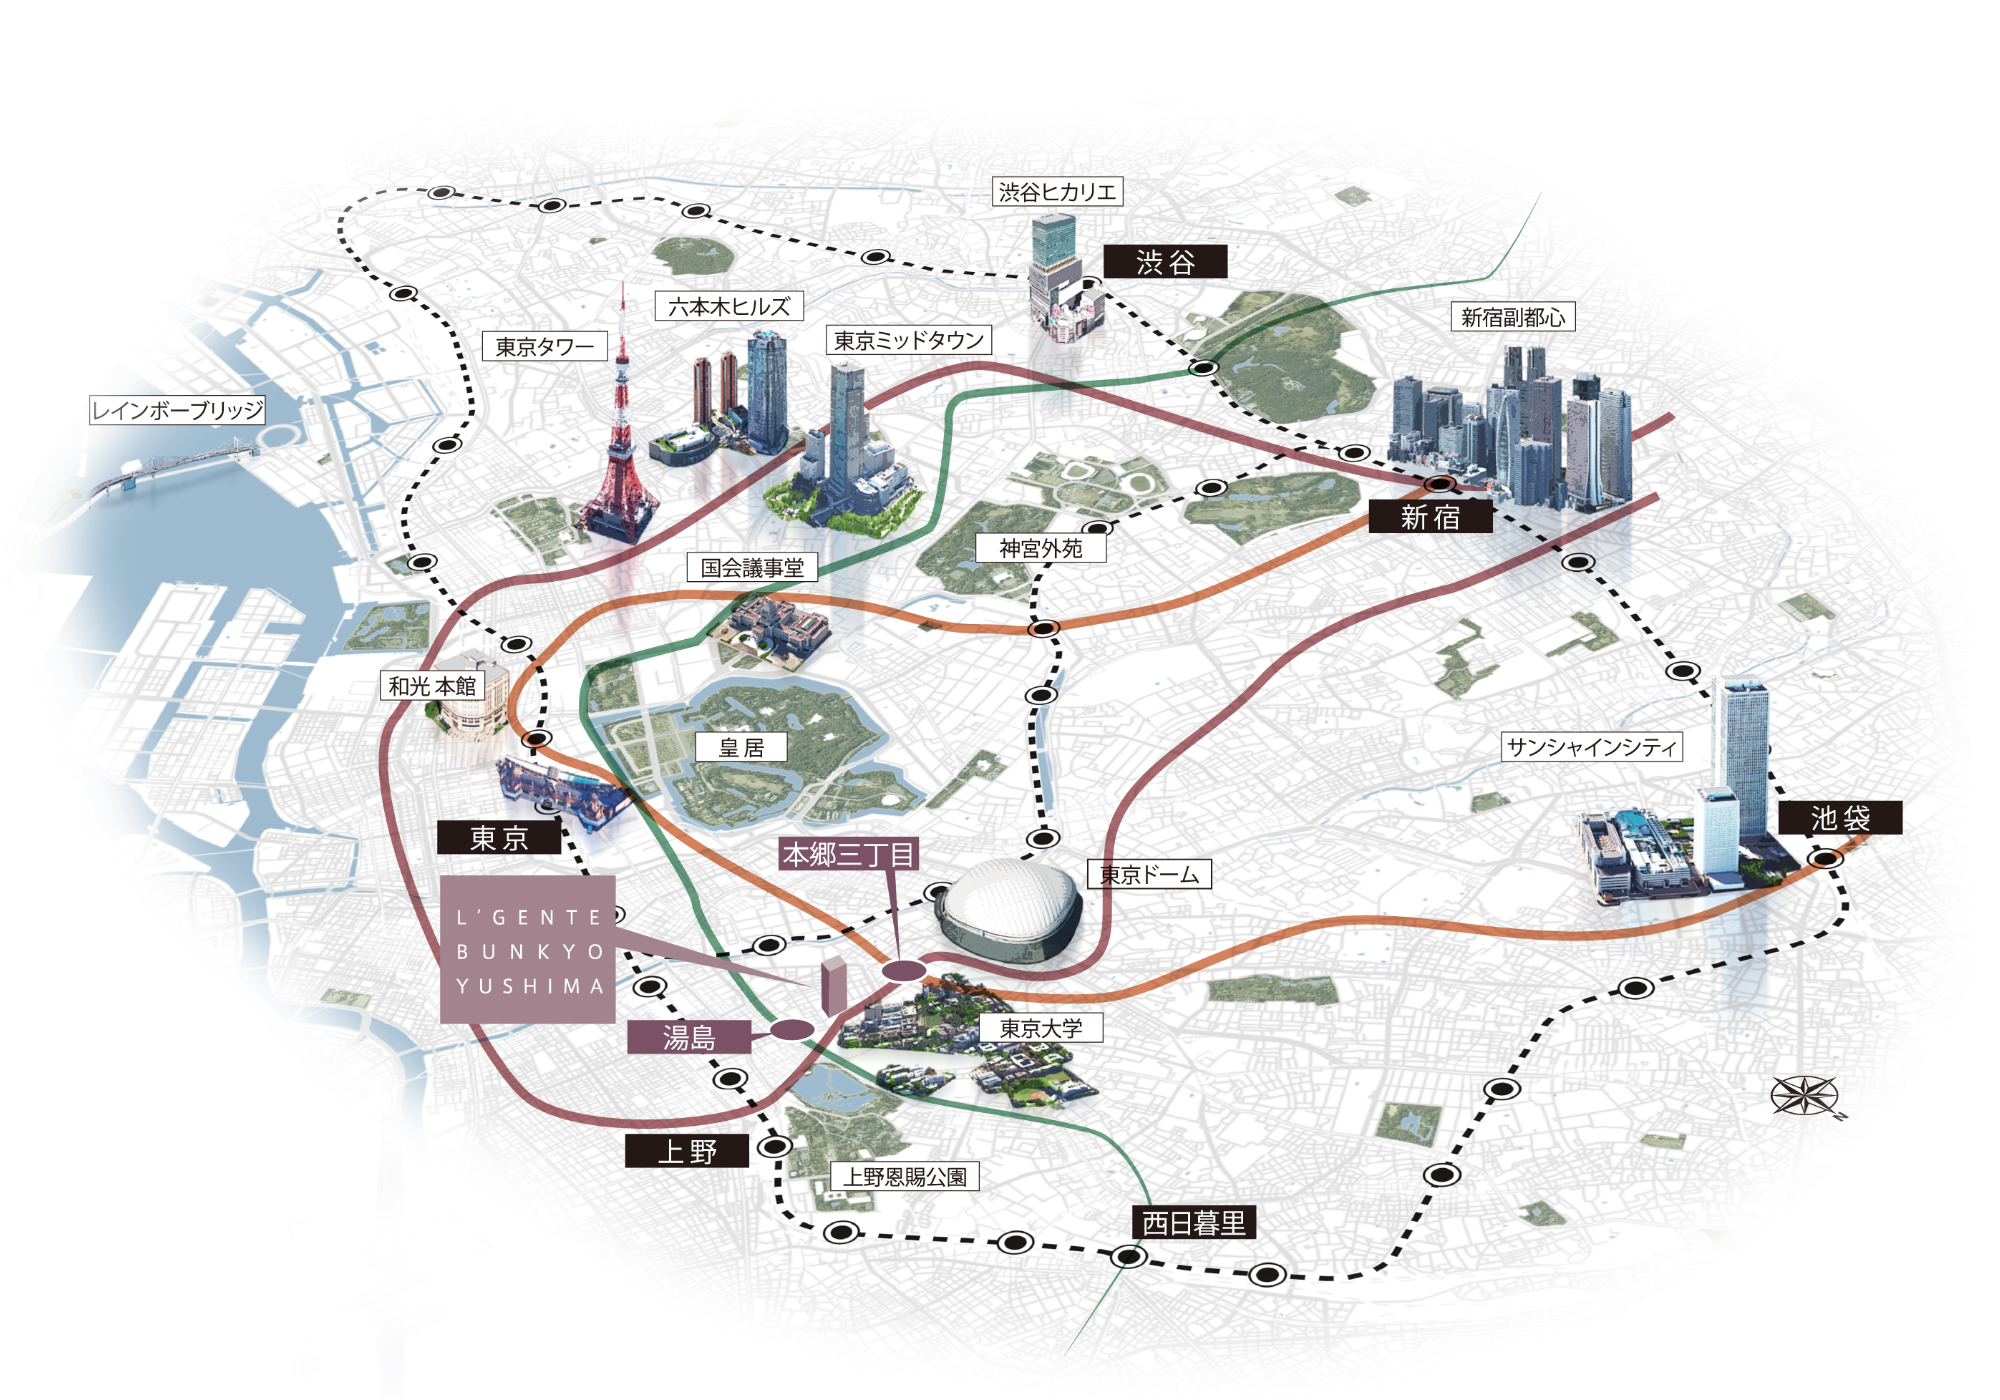 渋谷ヒカリエ
渋谷
六本木ヒルズ
新宿副都心
東京タワー
東京ミッドタウン
レインボーブリッジ
新宿
神宮外苑
国会議事堂
和光 本館
皇居
サンシャインシティ
池袋
東京
本郷三丁目
東京ドーム
L'GENTE
BUNKYO
YUSHIMA
湯島
東京大学
N
上野
上野恩賜公園
西日暮里